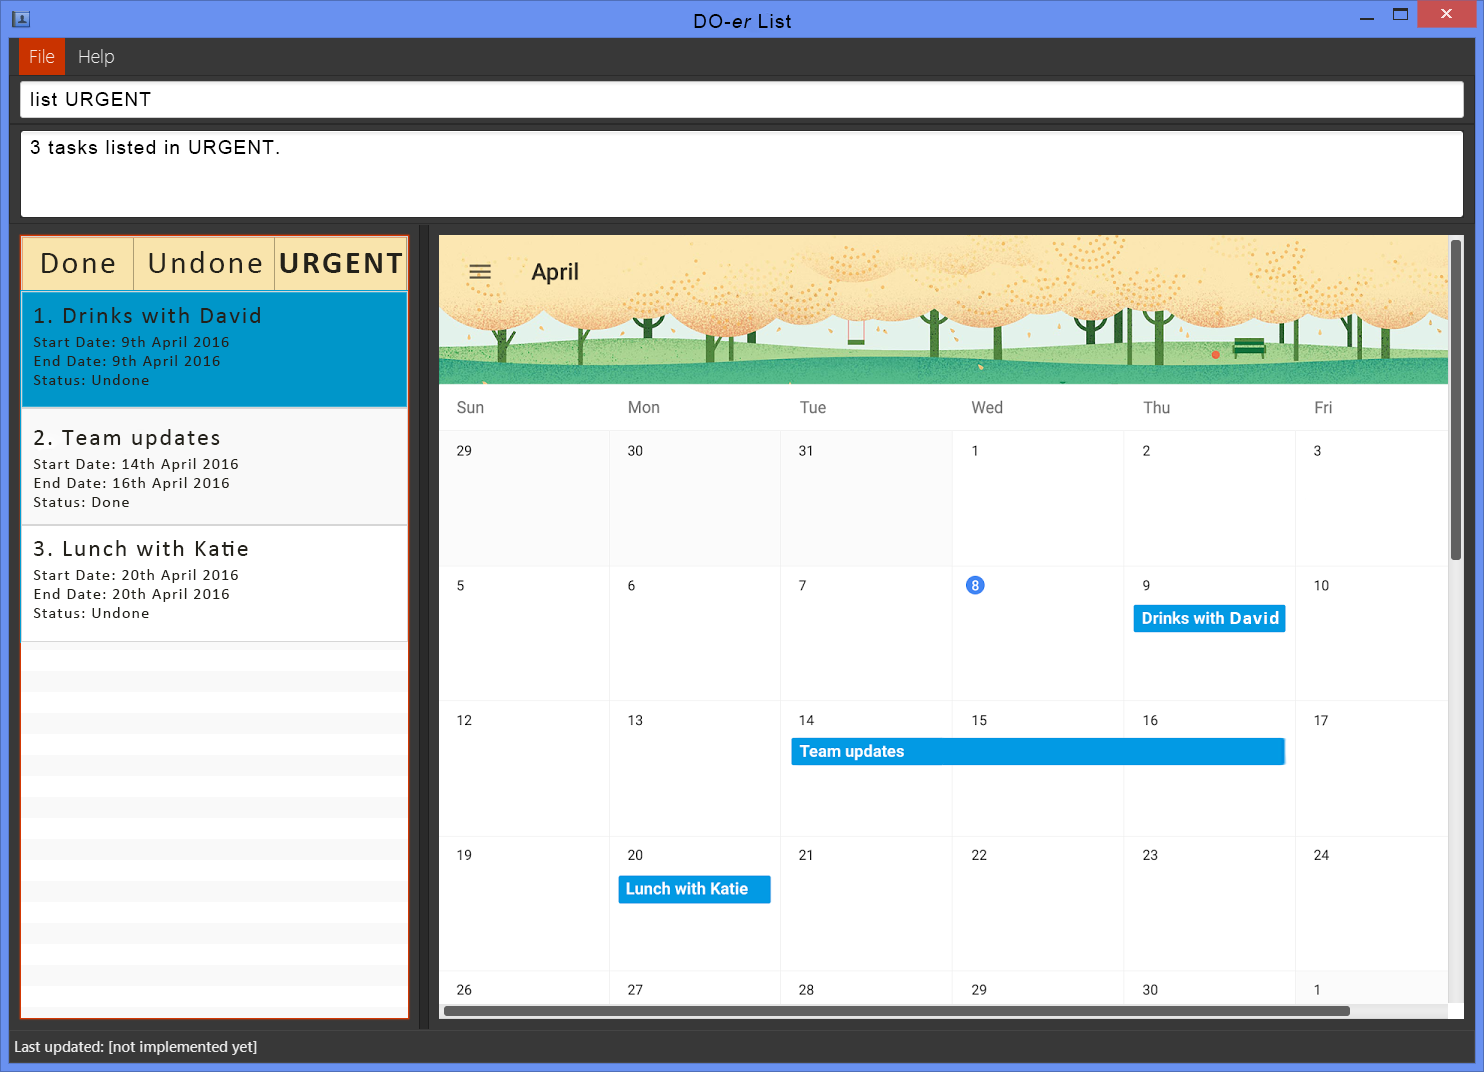 DO-er List
File Help
list URGENT
3 tasks listed in URGENT.
Done Undone URGENT
1. Drinks with David
Start Date: 9th April 2016
End Date: 9th April 2016
Status: Undone
2. Team updates
Start Date: 14th April 2016
End Date: 16th April 2016
Status: Done
3. Lunch with Katie
Start Date: 20th April 2016
End Date: 20th April 2016
Status: Undone
April
Sun Mon Tue Wed Thu Fri
29 30 31 1 2 3
5 6 7 8 9 10
Drinks with David
12 13 14 15 16 17
Team updates
19 20 21 22 23 24
Lunch with Katie
26 27 28 29 30 1
Last updated: [not implemented yet]